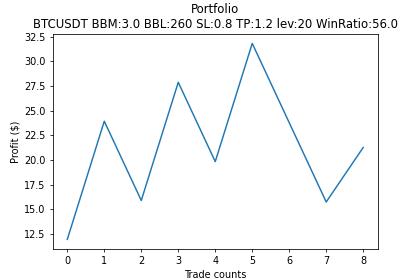 Portfolio
BTCUSDT BBM:3.0 BBL:260 SL:0.8 TP:1.2 lev:20 WinRatio:56.0
32.5
30.0
27.5
25.0
22.5
20.0
17.5
15.0
12.5
Profit ($)
0 1 2 3 4 5 6 7 8
Trade counts